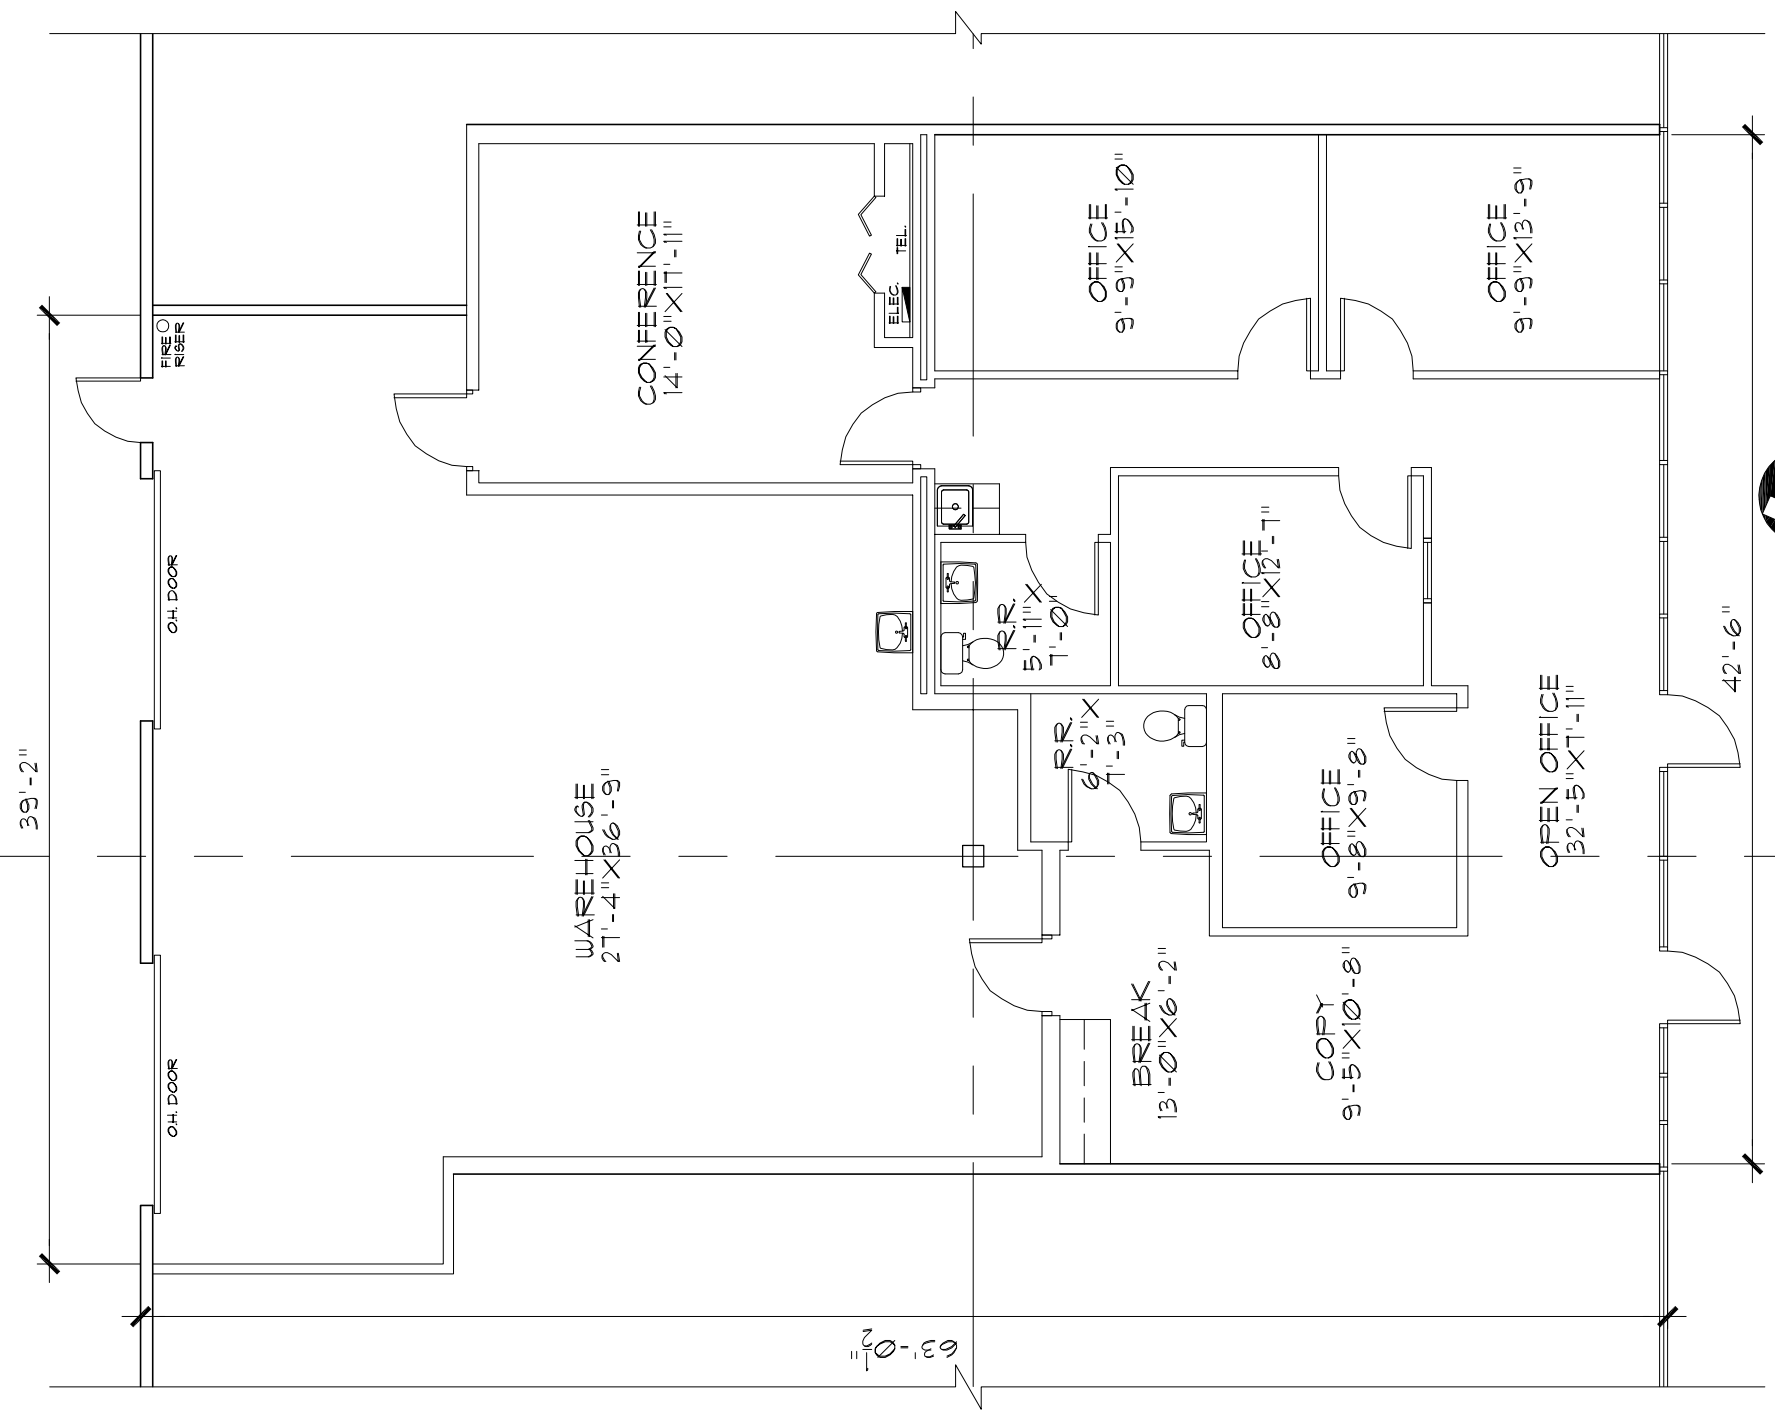 39'-2"
FIRE
RISER
O.H. DOOR
O.H. DOOR
CONFERENCE
14'-0"X17'-11"
ELEC.
TEL.
WAREHOUSE
27'-4"X36'-9"
OFFICE
9'-9"X15'-10"
OFFICE
9'-9"X13'-9"
R.R.
5'-11"X
7'-0"
OFFICE
8'-8"X12'-7"
R.R.
6'-2"X
7'-3"
OFFICE
9'-8"X9'-8"
OPEN OFFICE
32'-5"X7'-11"
BREAK
13'-0"X6'-2"
COPY
9'-5"X10'-8"
42'-6"
63'-0 1/2"